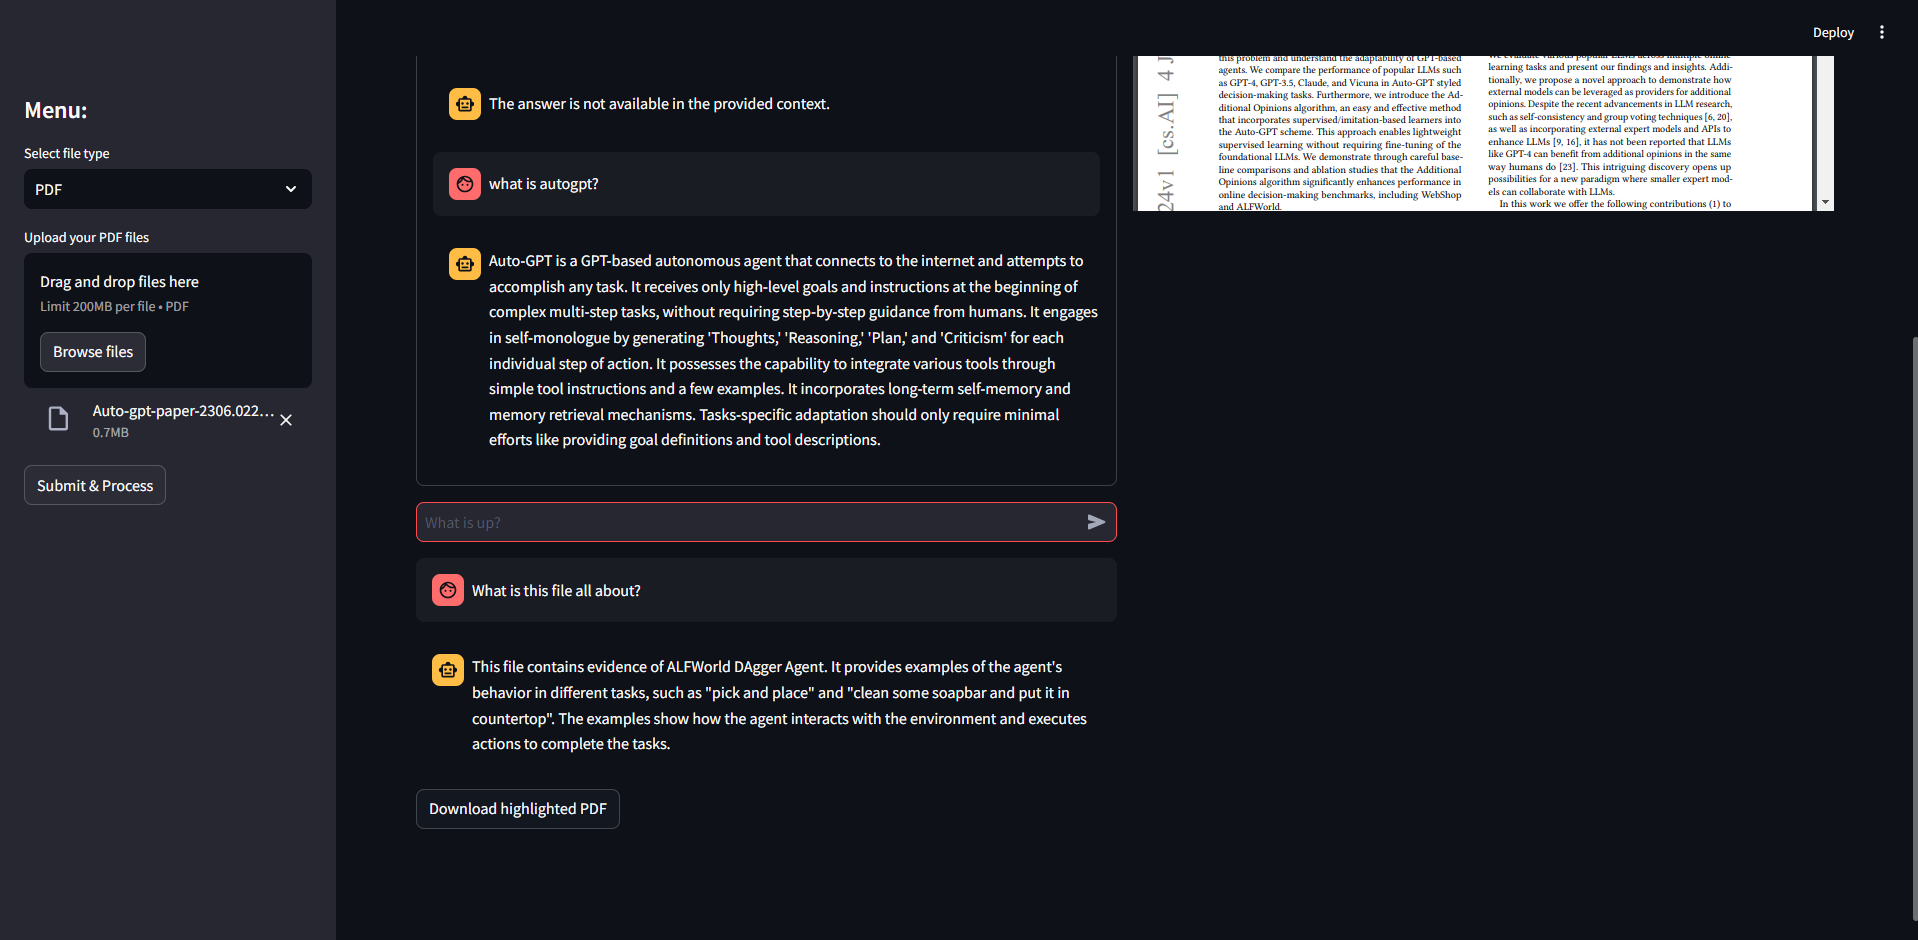 Deploy
Menu:
Select file type
PDF
Upload your PDF files
Drag and drop files here
Limit 200MB per file • PDF
Browse files
Auto-gpt-paper-2306.022...
0.7MB
Submit & Process
The answer is not available in the provided context.
what is autogpt?
Auto-GPT is a GPT-based autonomous agent that connects to the internet and attempts to
accomplish any task. It receives only high-level goals and instructions at the beginning of
complex multi-step tasks, without requiring step-by-step guidance from humans. It engages
in self-monologue by generating 'Thoughts,' 'Reasoning,' 'Plan,' and 'Criticism' for each
individual step of action. It possesses the capability to integrate various tools through
simple tool instructions and a few examples. It incorporates long-term self-memory and
memory retrieval mechanisms. Tasks-specific adaptation should only require minimal
efforts like providing goal definitions and tool descriptions.
What is up?
What is this file all about?
This file contains evidence of ALFWorld DAgger Agent. It provides examples of the agent's
behavior in different tasks, such as "pick and place" and "clean some soapbar and put it in
countertop". The examples show how the agent interacts with the environment and executes
actions to complete the tasks.
Download highlighted PDF
24v1 [cs.AI] 4 J
this problem and understand the adaptability of GPT-based
agents. We compare the performance of popular LLMs such
as GPT-4, GPT-3.5, Claude, and Vicuna in Auto-GPT styled
decision-making tasks. Furthermore, we introduce the Ad-
ditional Opinions algorithm, an easy and effective method
that incorporates supervised/imitation-based learners into
the Auto-GPT scheme. This approach enables lightweight
supervised learning without requiring fine-tuning of the
foundational LLMs. We demonstrate through careful base-
line comparisons and ablation studies that the Additional
Opinions algorithm significantly enhances performance in
online decision-making benchmarks, including WebShop
and ALFWorld.
We evaluate various popular LLMs across multiple online
learning tasks and present our findings and insights. Addi-
tionally, we propose a novel approach to demonstrate how
external models can be leveraged as providers for additional
opinions. Despite the recent advancements in LLM research,
such as self-consistency and group voting techniques [6, 20],
as well as incorporating external expert models and APIs to
enhance LLMs [9, 16], it has not been reported that LLMs
like GPT-4 can benefit from additional opinions in the same
way humans do [23]. This intriguing discovery opens up
possibilities for a new paradigm where smaller expert mod-
els can collaborate with LLMs.
In this work we offer the following contributions (1) to